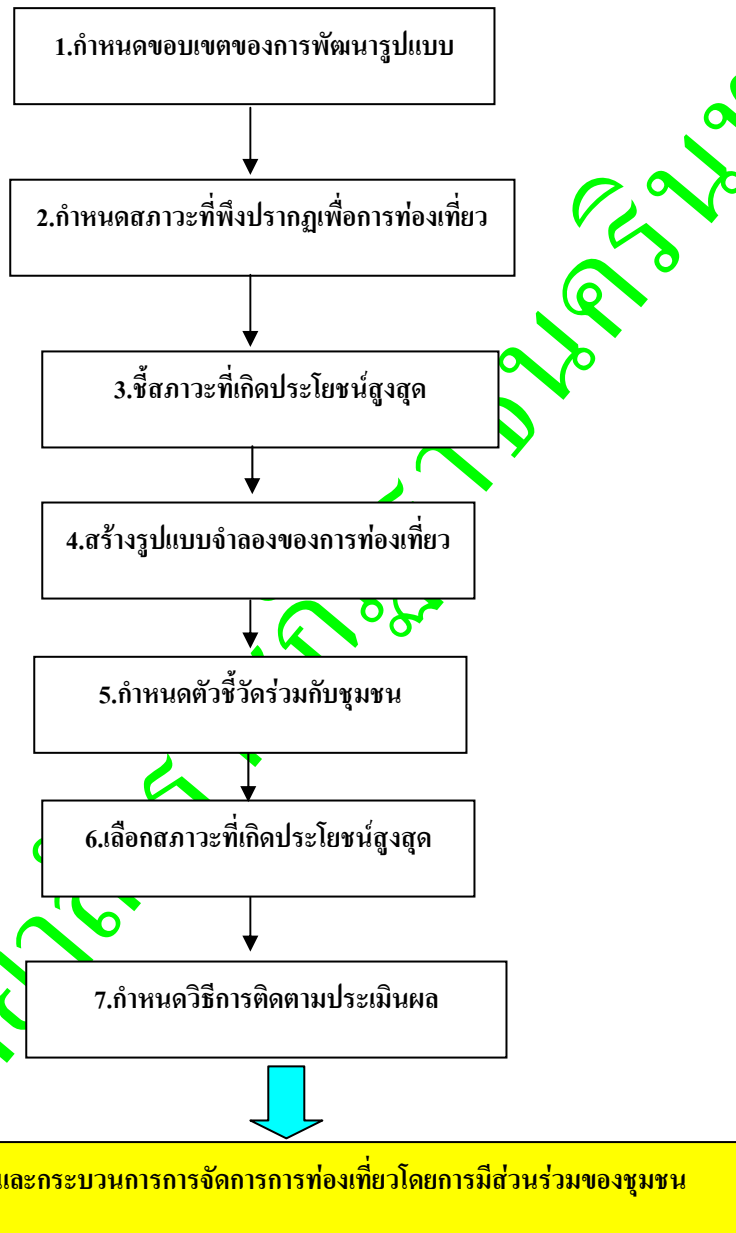 1.กำหนดขอบเขตของการพัฒนารูปแบบ
2.กำหนดสภาวะที่พึงปรากฏเพื่อการท่องเที่ยว
3.ชี้สภาวะที่เกิดประโยชน์สูงสุด
4.สร้างรูปแบบจำลองของการท่องเที่ยว
5.กำหนดตัวชี้วัดร่วมกับชุมชน
6.เลือกสภาวะที่เกิดประโยชน์สูงสุด
7.กำหนดวิธีการติดตามประเมินผล
และกระบวนการการจัดการการท่องเที่ยวโดยการมีส่วนร่วมของชุมชน